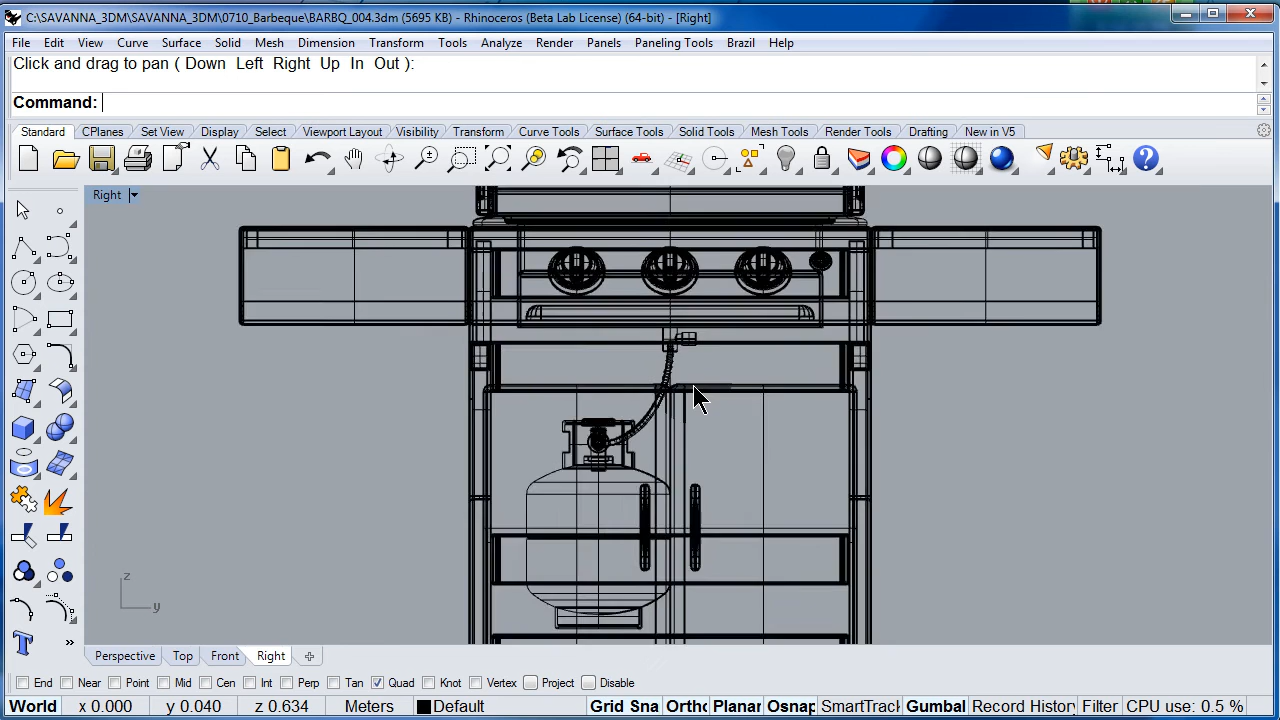 C:\SAVANNA_3DM\SAVANNA_3DM\0710_Barbeque\BARBQ_004.3dm (5695 KB) - Rhinoceros (Beta Lab License) (64-bit) - [Right]
File Edit View Curve Surface Solid Mesh Dimension Transform Tools Analyze Render Panels Paneling Tools Brazil Help
Click and drag to pan ( Down Left Right Up In Out ):
Command:
Standard CPlanes Set View Display Select Viewport Layout Visibility Transform Curve Tools Surface Tools Solid Tools Mesh Tools Render Tools Drafting New in V5
Right
z
y
Perspective Top Front Right
End Near Point Mid Cen Int Perp Tan Quad Knot Vertex Project Disable
World x 0.000 y 0.040 z 0.634 Meters Default Grid Sna Ortho Planar Osnap SmartTrack Gumbal Record History Filter CPU use: 0.5 %